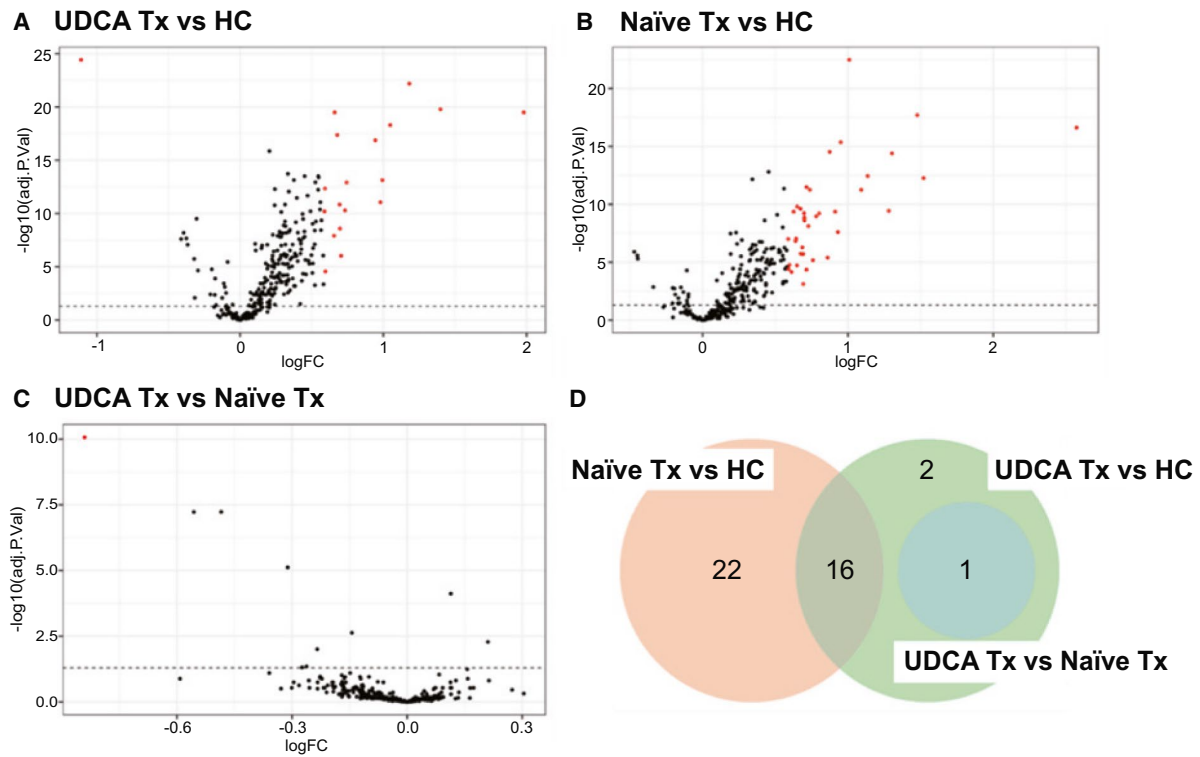 A UDCA Tx vs HC
25
20
15
10
5
0
-log10(adj.P.Val)
-1 0 1 2
logFC
B Naïve Tx vs HC
20
15
10
5
0
-log10(adj.P.Val)
0 1 2
logFC
C UDCA Tx vs Naïve Tx
10.0
7.5
5.0
2.5
0.0
-log10(adj.P.Val)
-0.6 -0.3 0.0 0.3
logFC
D
Naïve Tx vs HC
2
UDCA Tx vs HC
22 16 1
UDCA Tx vs Naïve Tx